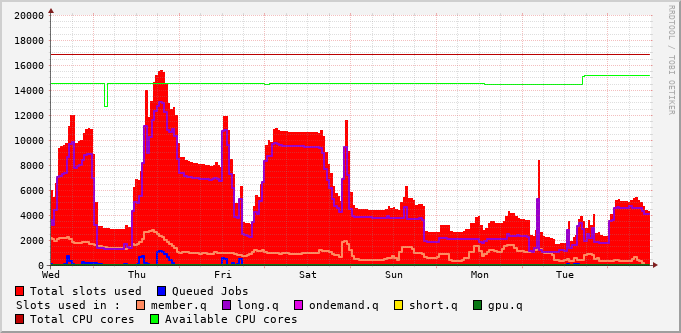 20000
18000
16000
14000
12000
10000
8000
6000
4000
2000
0
Wed Thu Fri Sat Sun Mon Tue
Total slots used Queued Jobs
Slots used in : member.q long.q ondemand.q short.q gpu.q
Total CPU cores Available CPU cores
RRDTOOL / TOBI OETIKER